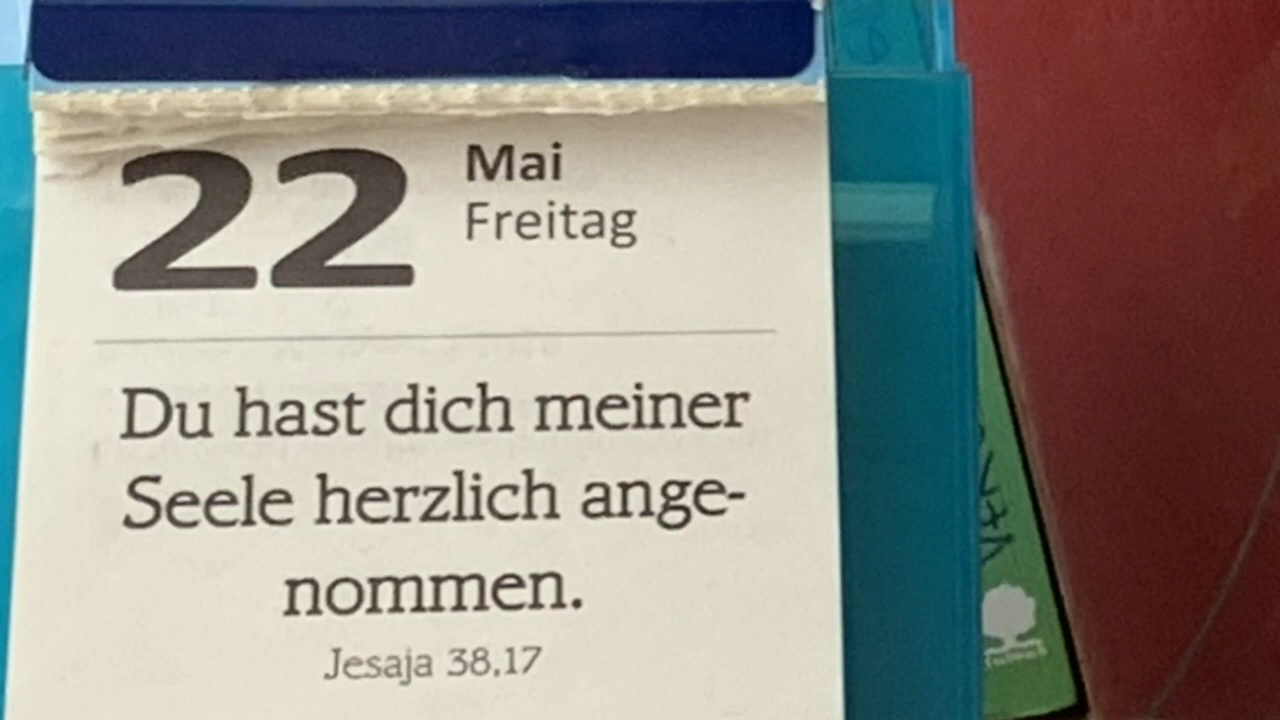 22
Mai
Freitag
Du hast dich meiner
Seele herzlich ange-
nommen.
Jesaja 38,17